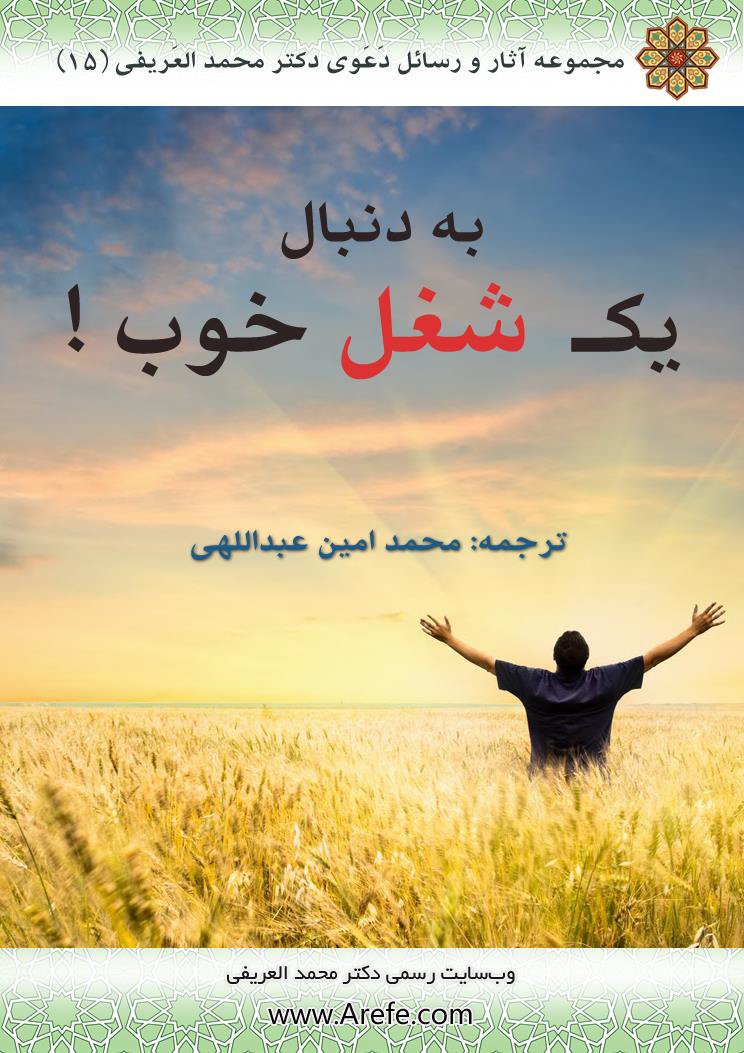 مجموعه آثار و رسائل دَعَوی دکتر محمد العَریفی (۱۵)
به دنبال
یک شغل خوب !
ترجمه: محمد امین عبداللهی
وب‌سایت رسمی دکتر محمد العریفی
www.Arefe.com